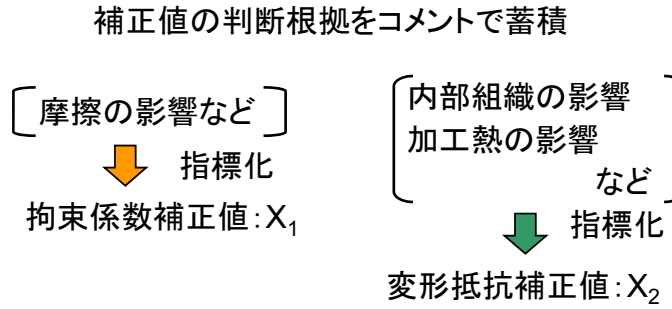 補正値の判断根拠をコメントで蓄積
摩擦の影響など
指標化
拘束係数補正値：X₁
内部組織の影響
加工熱の影響
など
指標化
変形抵抗補正値：X₂